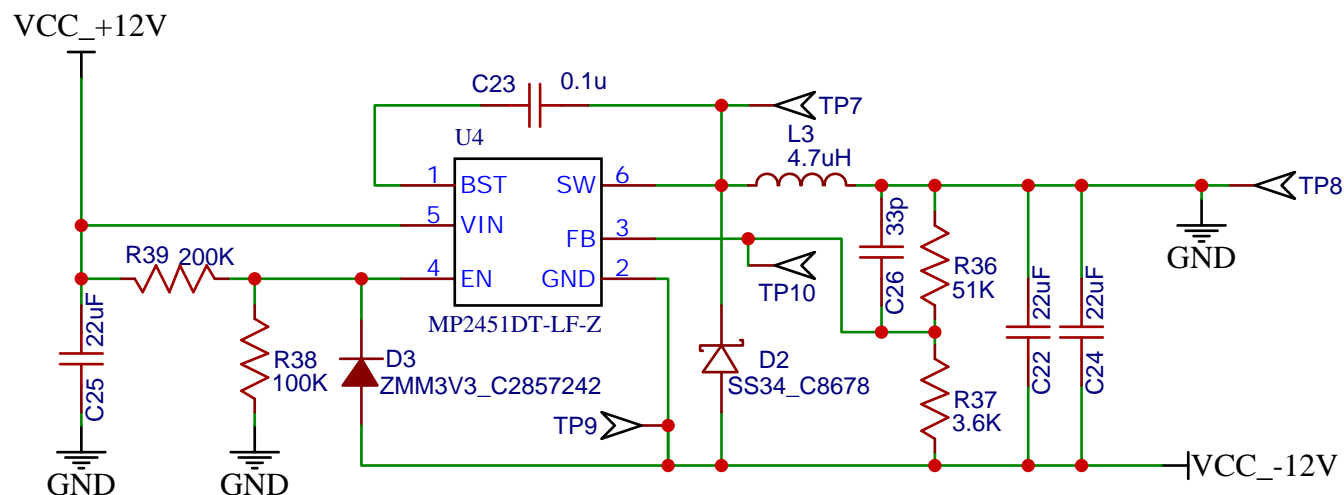 VCC_+12V
C23
0.1u
TP7
U4
L3
4.7uH
1
BST
SW
6
TP8
5
VIN
33p
FB
3
GND
R39
200K
4
EN
GND
2
TP10
C26
R36
51K
22uF
22uF
MP2451DT-LF-Z
22uF
C25
R38
100K
D3
ZMM3V3_C2857242
D2
SS34_C8678
C22
C24
R37
3.6K
TP9
GND
GND
VCC_-12V